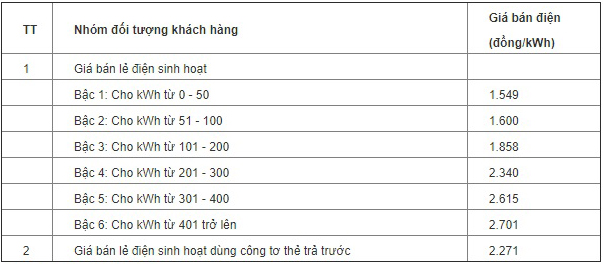 TT Nhóm đối tượng khách hàng Giá bán điện
(đồng/kWh)
1 Giá bán lẻ điện sinh hoạt
Bậc 1: Cho kWh từ 0 - 50 1.549
Bậc 2: Cho kWh từ 51 - 100 1.600
Bậc 3: Cho kWh từ 101 - 200 1.858
Bậc 4: Cho kWh từ 201 - 300 2.340
Bậc 5: Cho kWh từ 301 - 400 2.615
Bậc 6: Cho kWh từ 401 trở lên 2.701
2 Giá bán lẻ điện sinh hoạt dùng công tơ thẻ trả trước 2.271